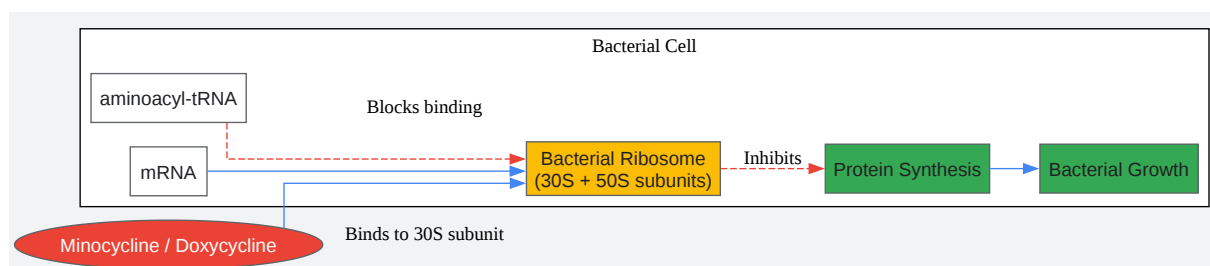 Bacterial Cell
aminoacyl-tRNA
Blocks binding
mRNA
Bacterial Ribosome
(30S + 50S subunits)
Inhibits
Protein Synthesis
Bacterial Growth
Minocycline / Doxycycline
Binds to 30S subunit